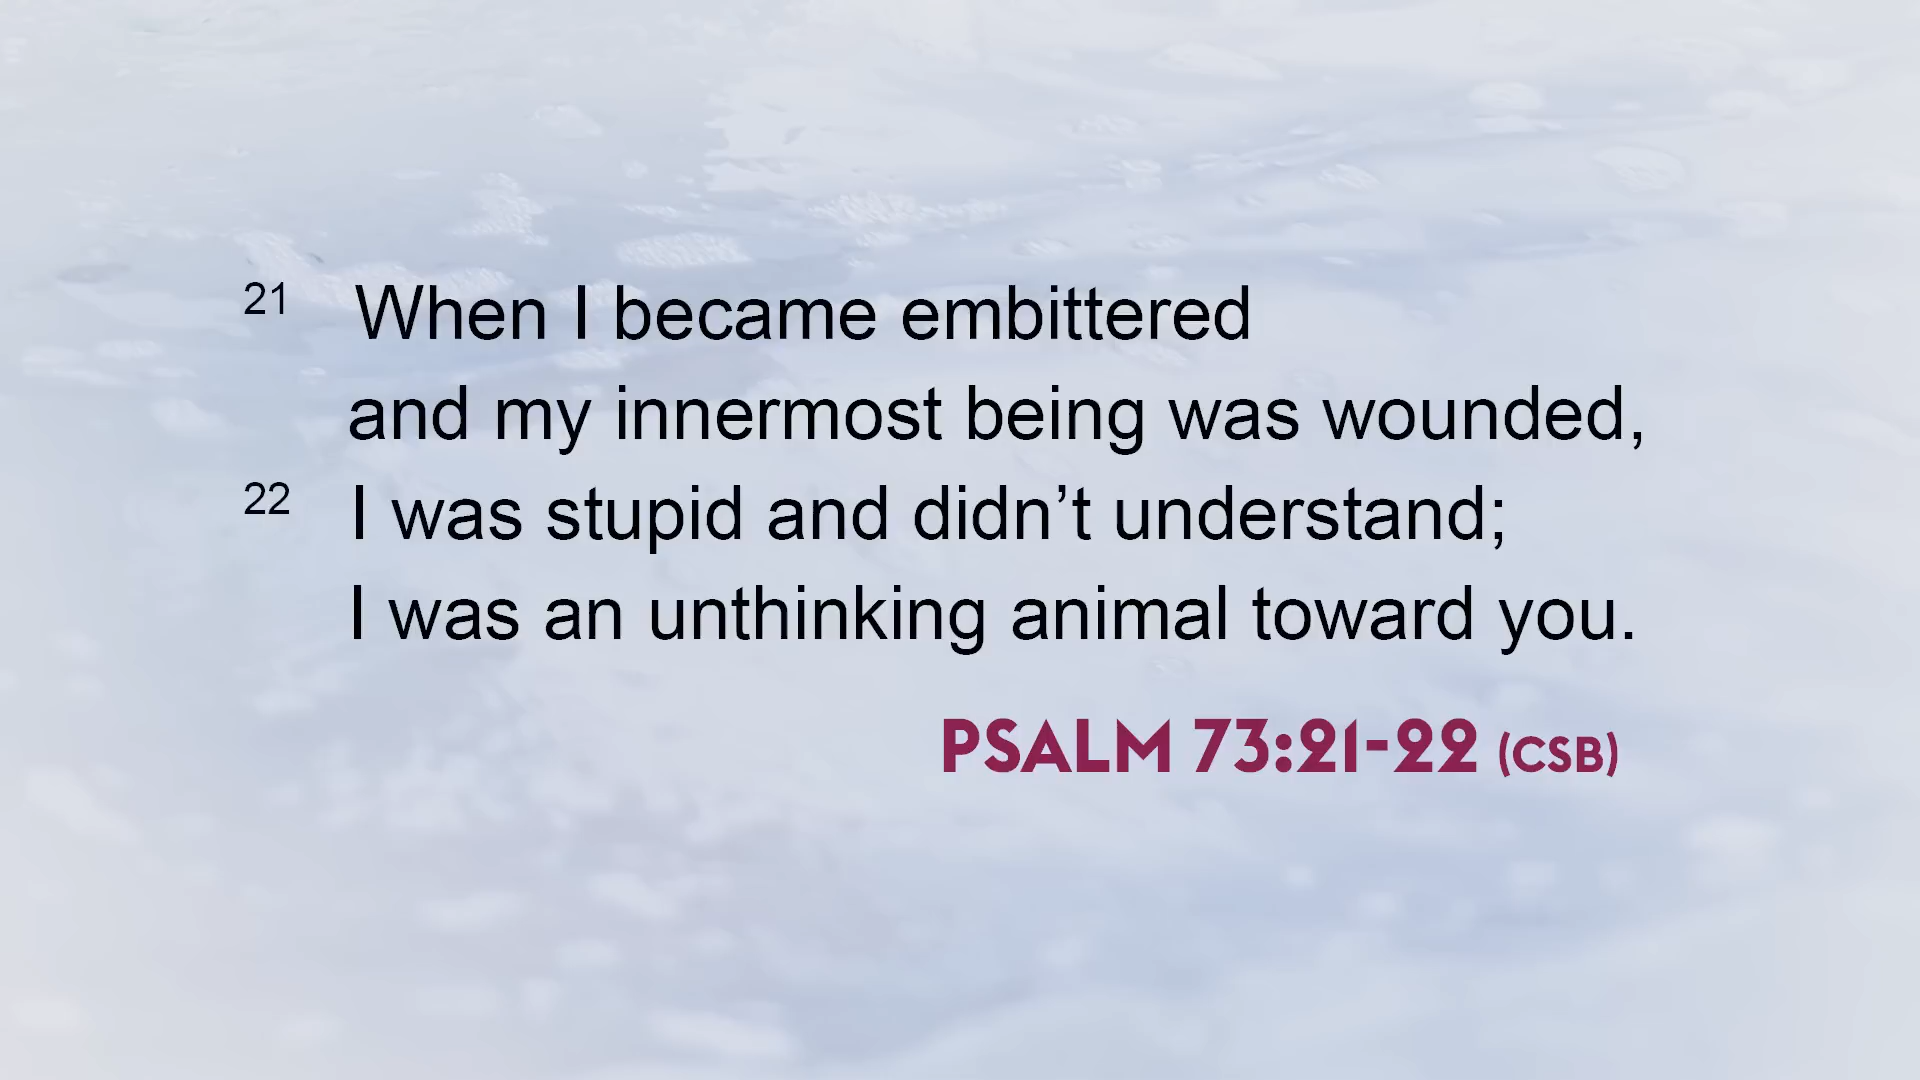 21 When I became embittered
and my innermost being was wounded,
22 I was stupid and didn’t understand;
I was an unthinking animal toward you.
PSALM 73:21-22 (CSB)